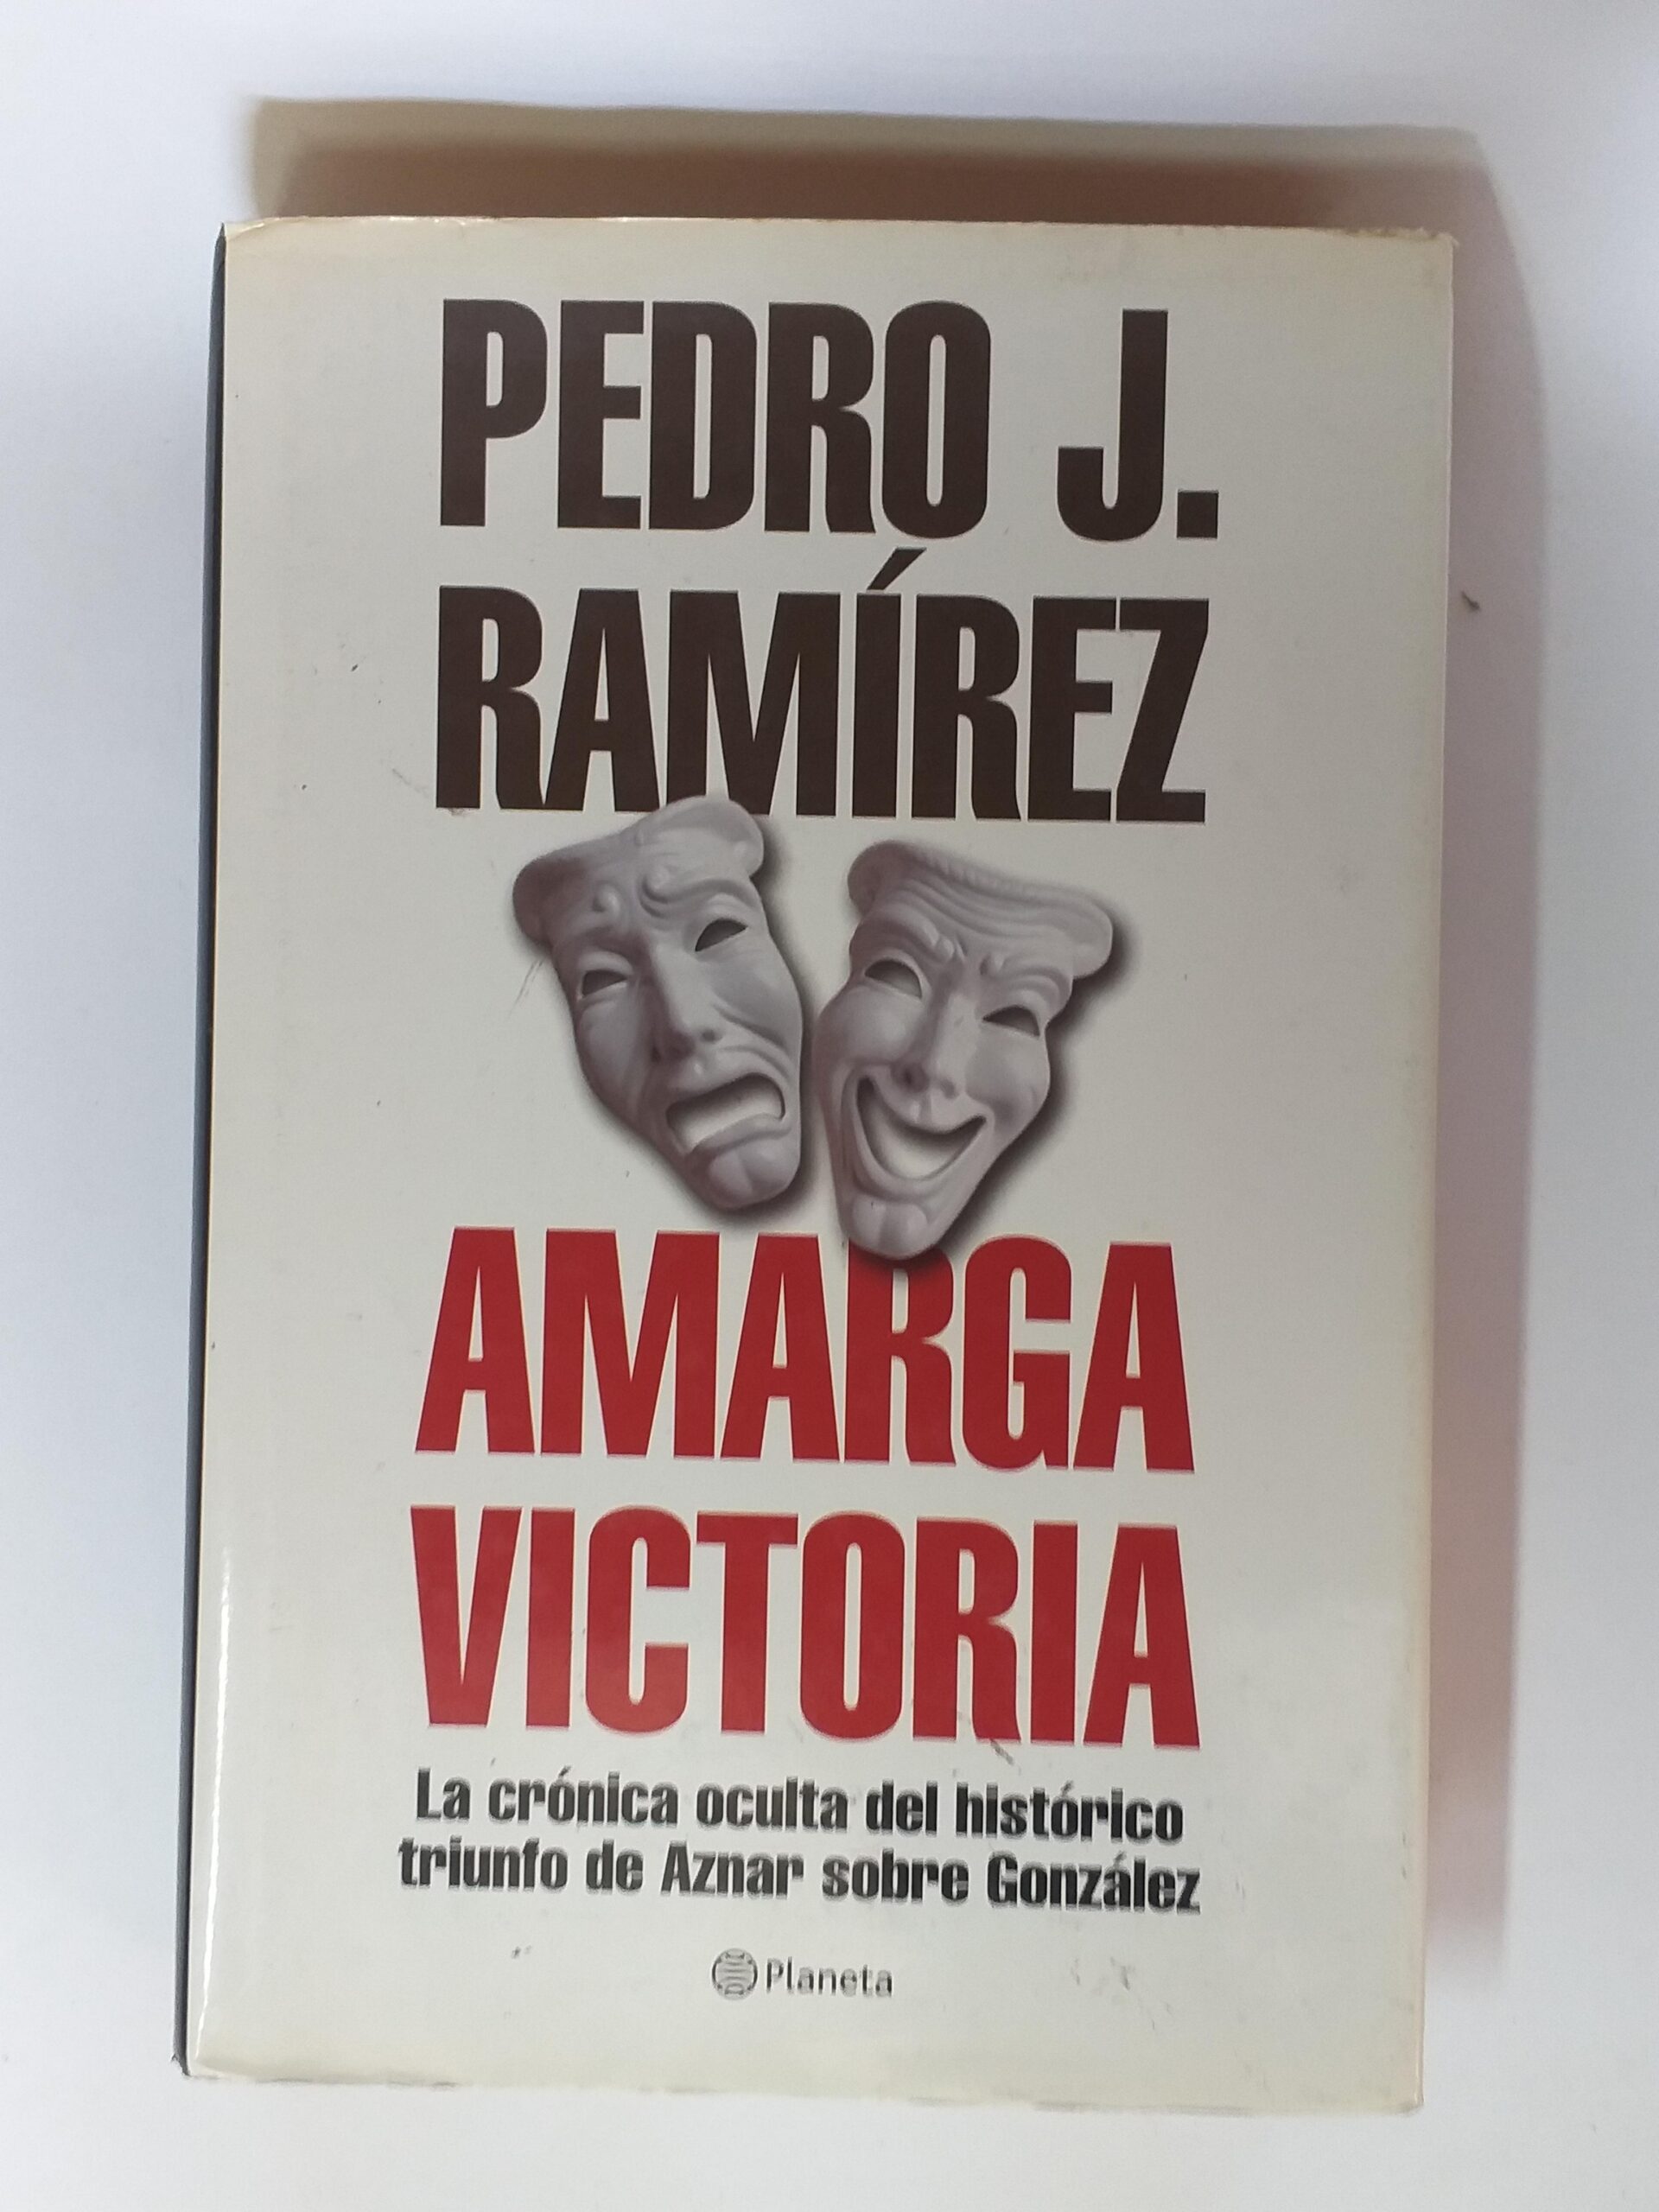 PEDRO J.
RAMÍREZ
AMARGA
VICTORIA
La crónica oculta del histórico
triunfo de Aznar sobre González
Planeta